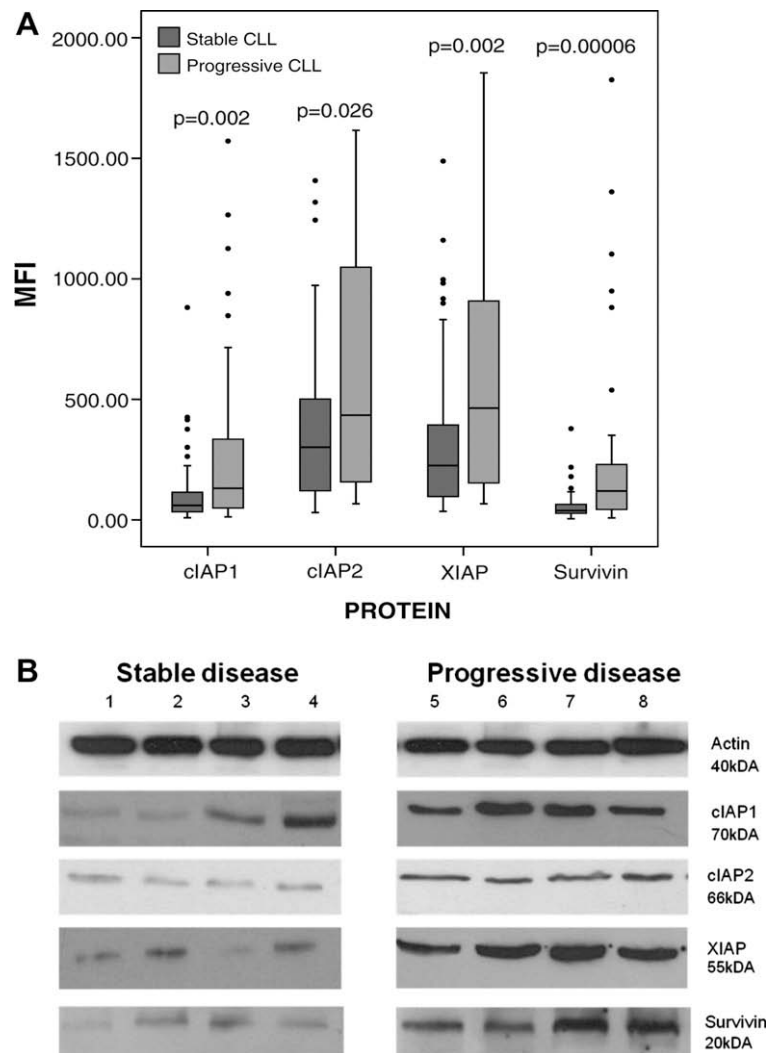 A
2000.00
Stable CLL
Progressive CLL
p=0.002
p=0.026
p=0.002
p=0.00006
1500.00
1000.00
500.00
0.00
MFI
cIAP1
cIAP2
XIAP
Survivin
PROTEIN
B
Stable disease
Progressive disease
1
2
3
4
5
6
7
8
Actin
40kDA
cIAP1
70kDA
cIAP2
66kDA
XIAP
55kDA
Survivin
20kDA